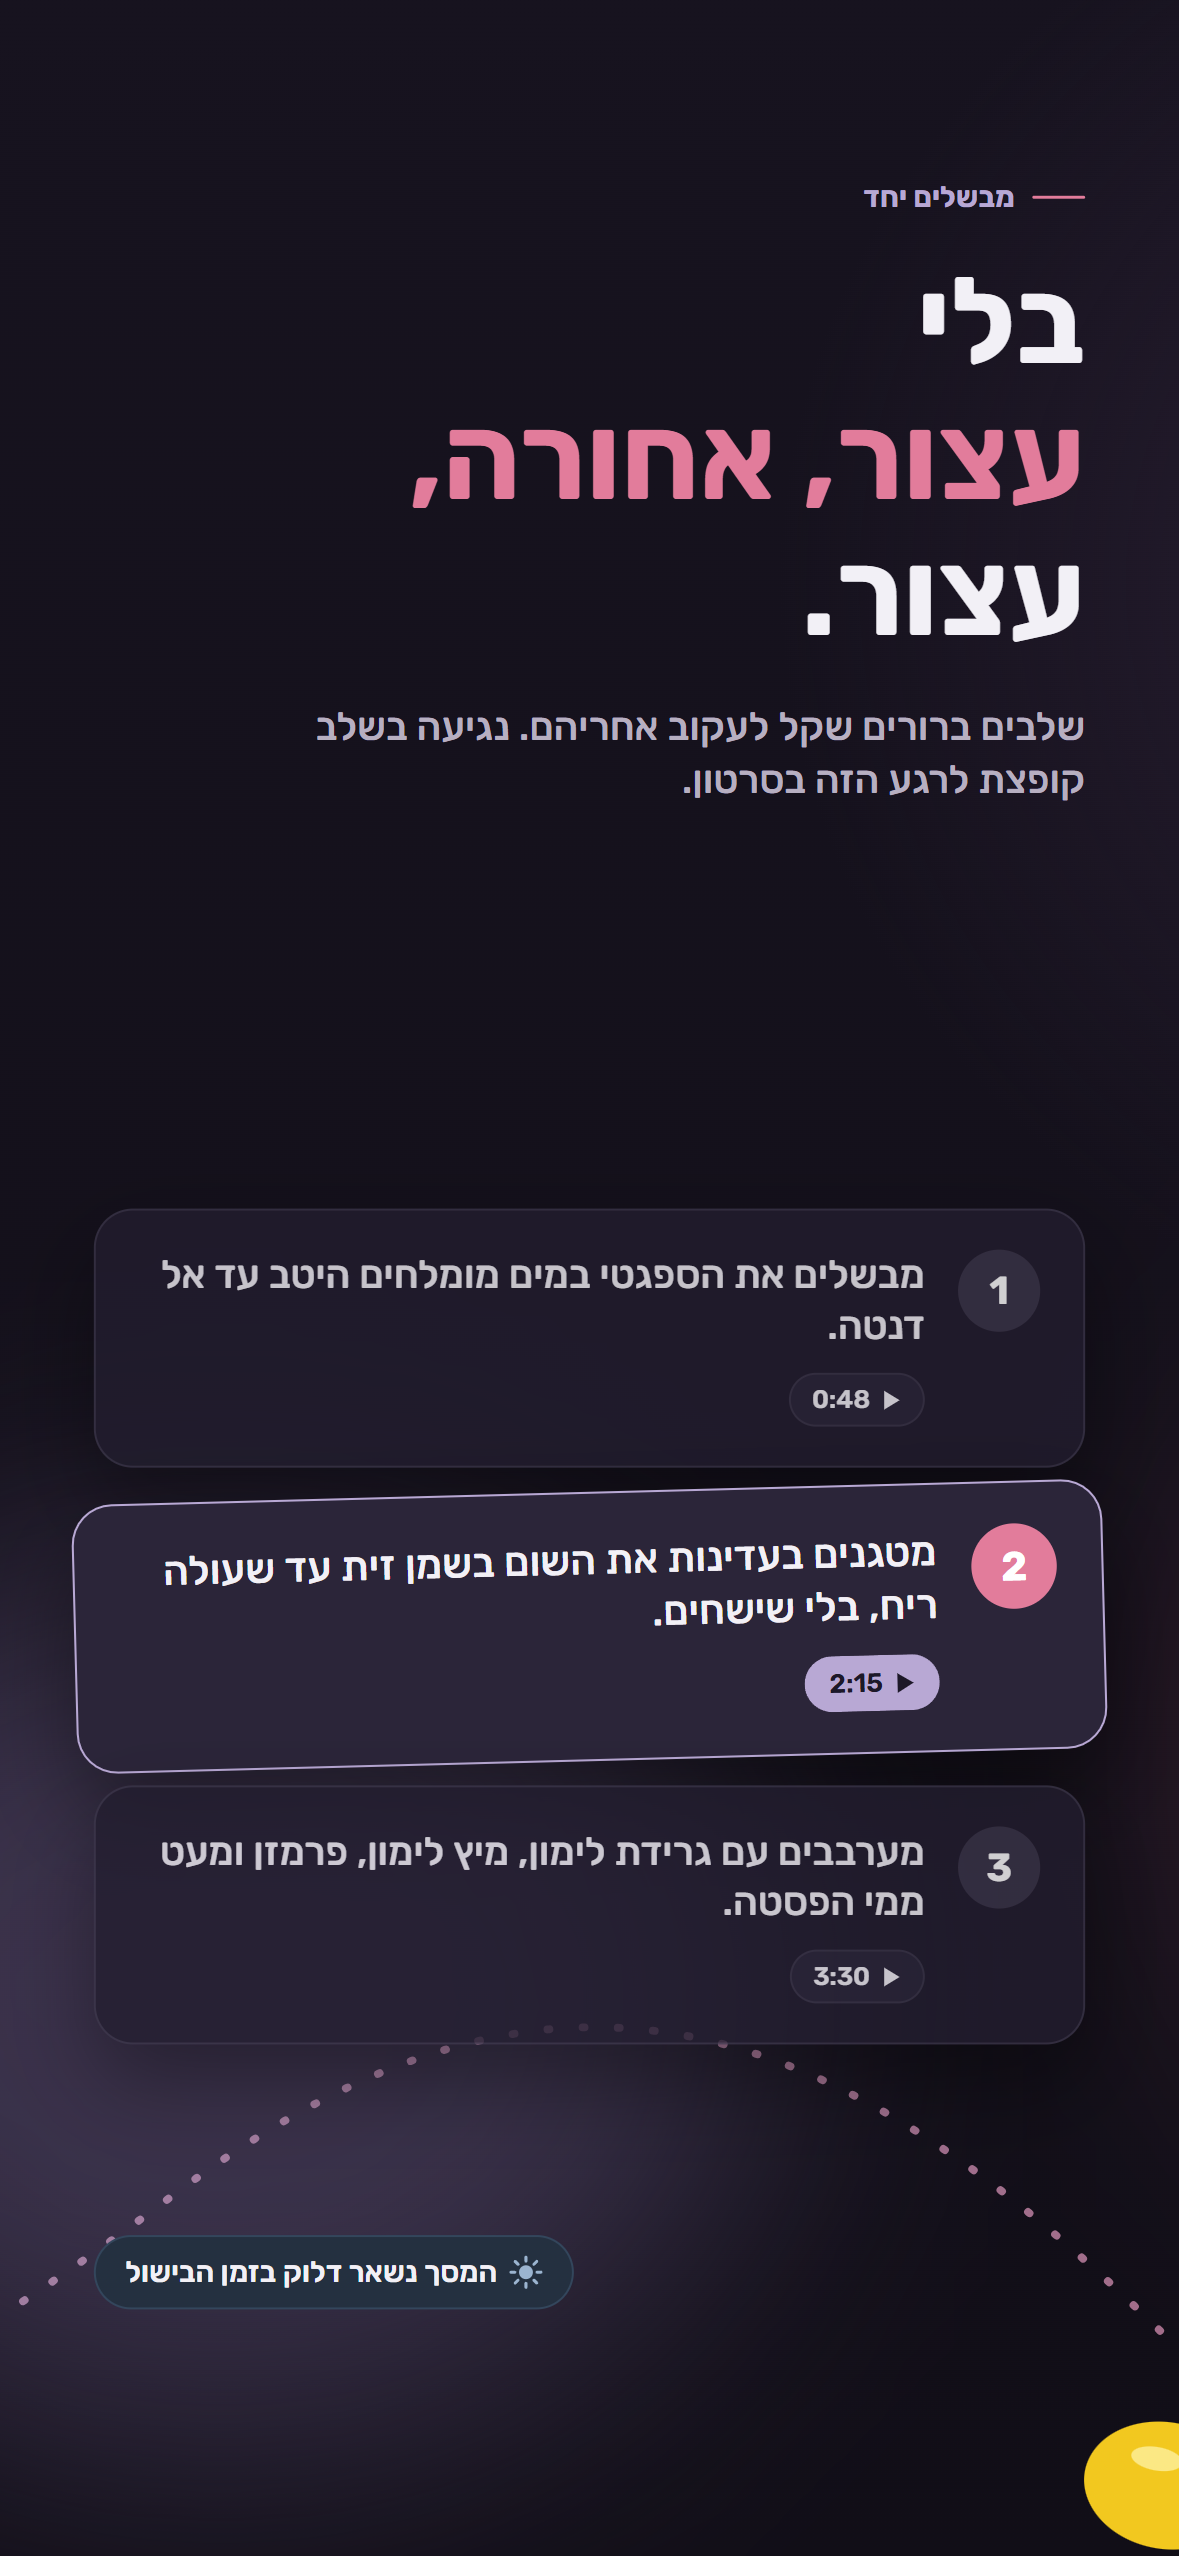 מבשלים יחד
בלי
עצור, אחורה,
עצור.
שלבים ברורים שקל לעקוב אחריהם. נגיעה בשלב
קופצת לרגע הזה בסרטון.
1
מבשלים את הספגטי במים מומלחים היטב עד אל
דנטה.
0:48
2
מטגנים בעדינות את השום בשמן זית עד שעולה
ריח, בלי שישחים.
2:15
3
מערבבים עם גרידת לימון, מיץ לימון, פרמזן ומעט
ממי הפסטה.
3:30
המסך נשאר דלוק בזמן הבישול